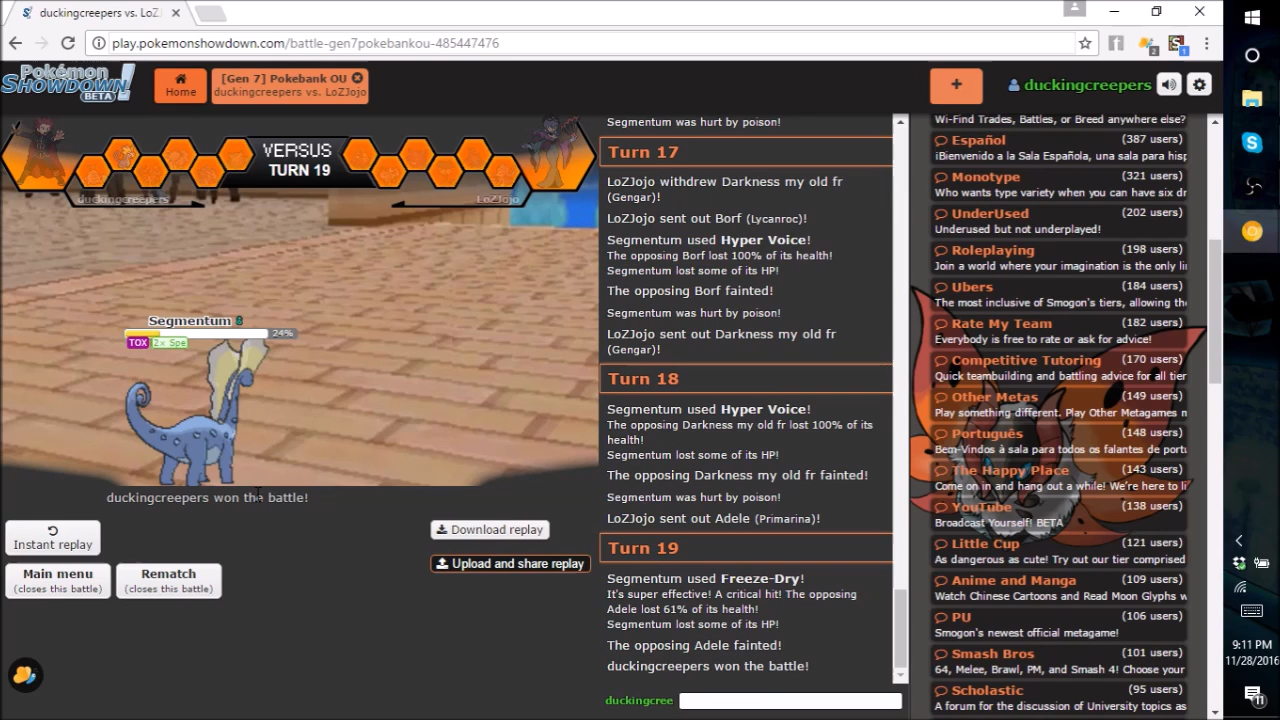 duckingcreepers vs. LoZJ
play.pokemonshowdown.com/battle-gen7pokebankou-485447476
2
1
Pokémon
SHOWDOWN!
BETA
Home
[Gen 7] Pokebank OU
duckingcreepers vs. LoZJojo
+
duckingcreepers
VERSUS
TURN 19
duckingcreepers
LoZJojo
Segmentum
24%
TOX 2× Spe
duckingcreepers won the battle!
Instant replay
Download replay
Upload and share replay
Main menu
(closes this battle)
Rematch
(closes this battle)
Segmentum was hurt by poison!
Turn 17
LoZJojo withdrew Darkness my old fr
(Gengar)!
LoZJojo sent out Borf (Lycanroc)!
Segmentum used Hyper Voice!
The opposing Borf lost 100% of its health!
Segmentum lost some of its HP!
The opposing Borf fainted!
Segmentum was hurt by poison!
LoZJojo sent out Darkness my old fr
(Gengar)!
Turn 18
Segmentum used Hyper Voice!
The opposing Darkness my old fr lost 100% of its
health!
Segmentum lost some of its HP!
The opposing Darkness my old fr fainted!
Segmentum was hurt by poison!
LoZJojo sent out Adele (Primarina)!
Turn 19
Segmentum used Freeze-Dry!
It's super effective! A critical hit! The opposing
Adele lost 61% of its health!
Segmentum lost some of its HP!
The opposing Adele fainted!
duckingcreepers won the battle!
duckingcree
Wi-Find Trades, Battles, or Breed anywhere else?
Español (387 users)
¡Bienvenido a la Sala Española, una sala para hisp
Monotype (321 users)
Who wants type variety when you can have six dr
UnderUsed (202 users)
Underused but not underplayed!
Roleplaying (198 users)
Join a world where your imagination is the only li
Ubers (184 users)
The most inclusive of Smogon's tiers, allowing the
Rate My Team (182 users)
Everybody is free to rate or ask for advice!
Competitive Tutoring (170 users)
Quick teambuilding and battling advice for all tier
Other Metas (149 users)
Play something different. Play Other Metagames n
Português (148 users)
Bem-Vindos à sala para todos os falantes de portu
The Happy Place (143 users)
Come on in and hang out a while! We're here to li
YouTube (138 users)
Broadcast Yourself! BETA
Little Cup (121 users)
As dangerous as cute! Try out our tier comprised
Anime and Manga (109 users)
Watch Chinese Cartoons and Read Moon Glyphs w
PU (106 users)
Smogon's newest official metagame!
Smash Bros (101 users)
64, Melee, Brawl, PM, and Smash 4! Choose your
Scholastic (95 users)
A forum for the discussion of University topics as
9:11 PM
11/28/2016
11